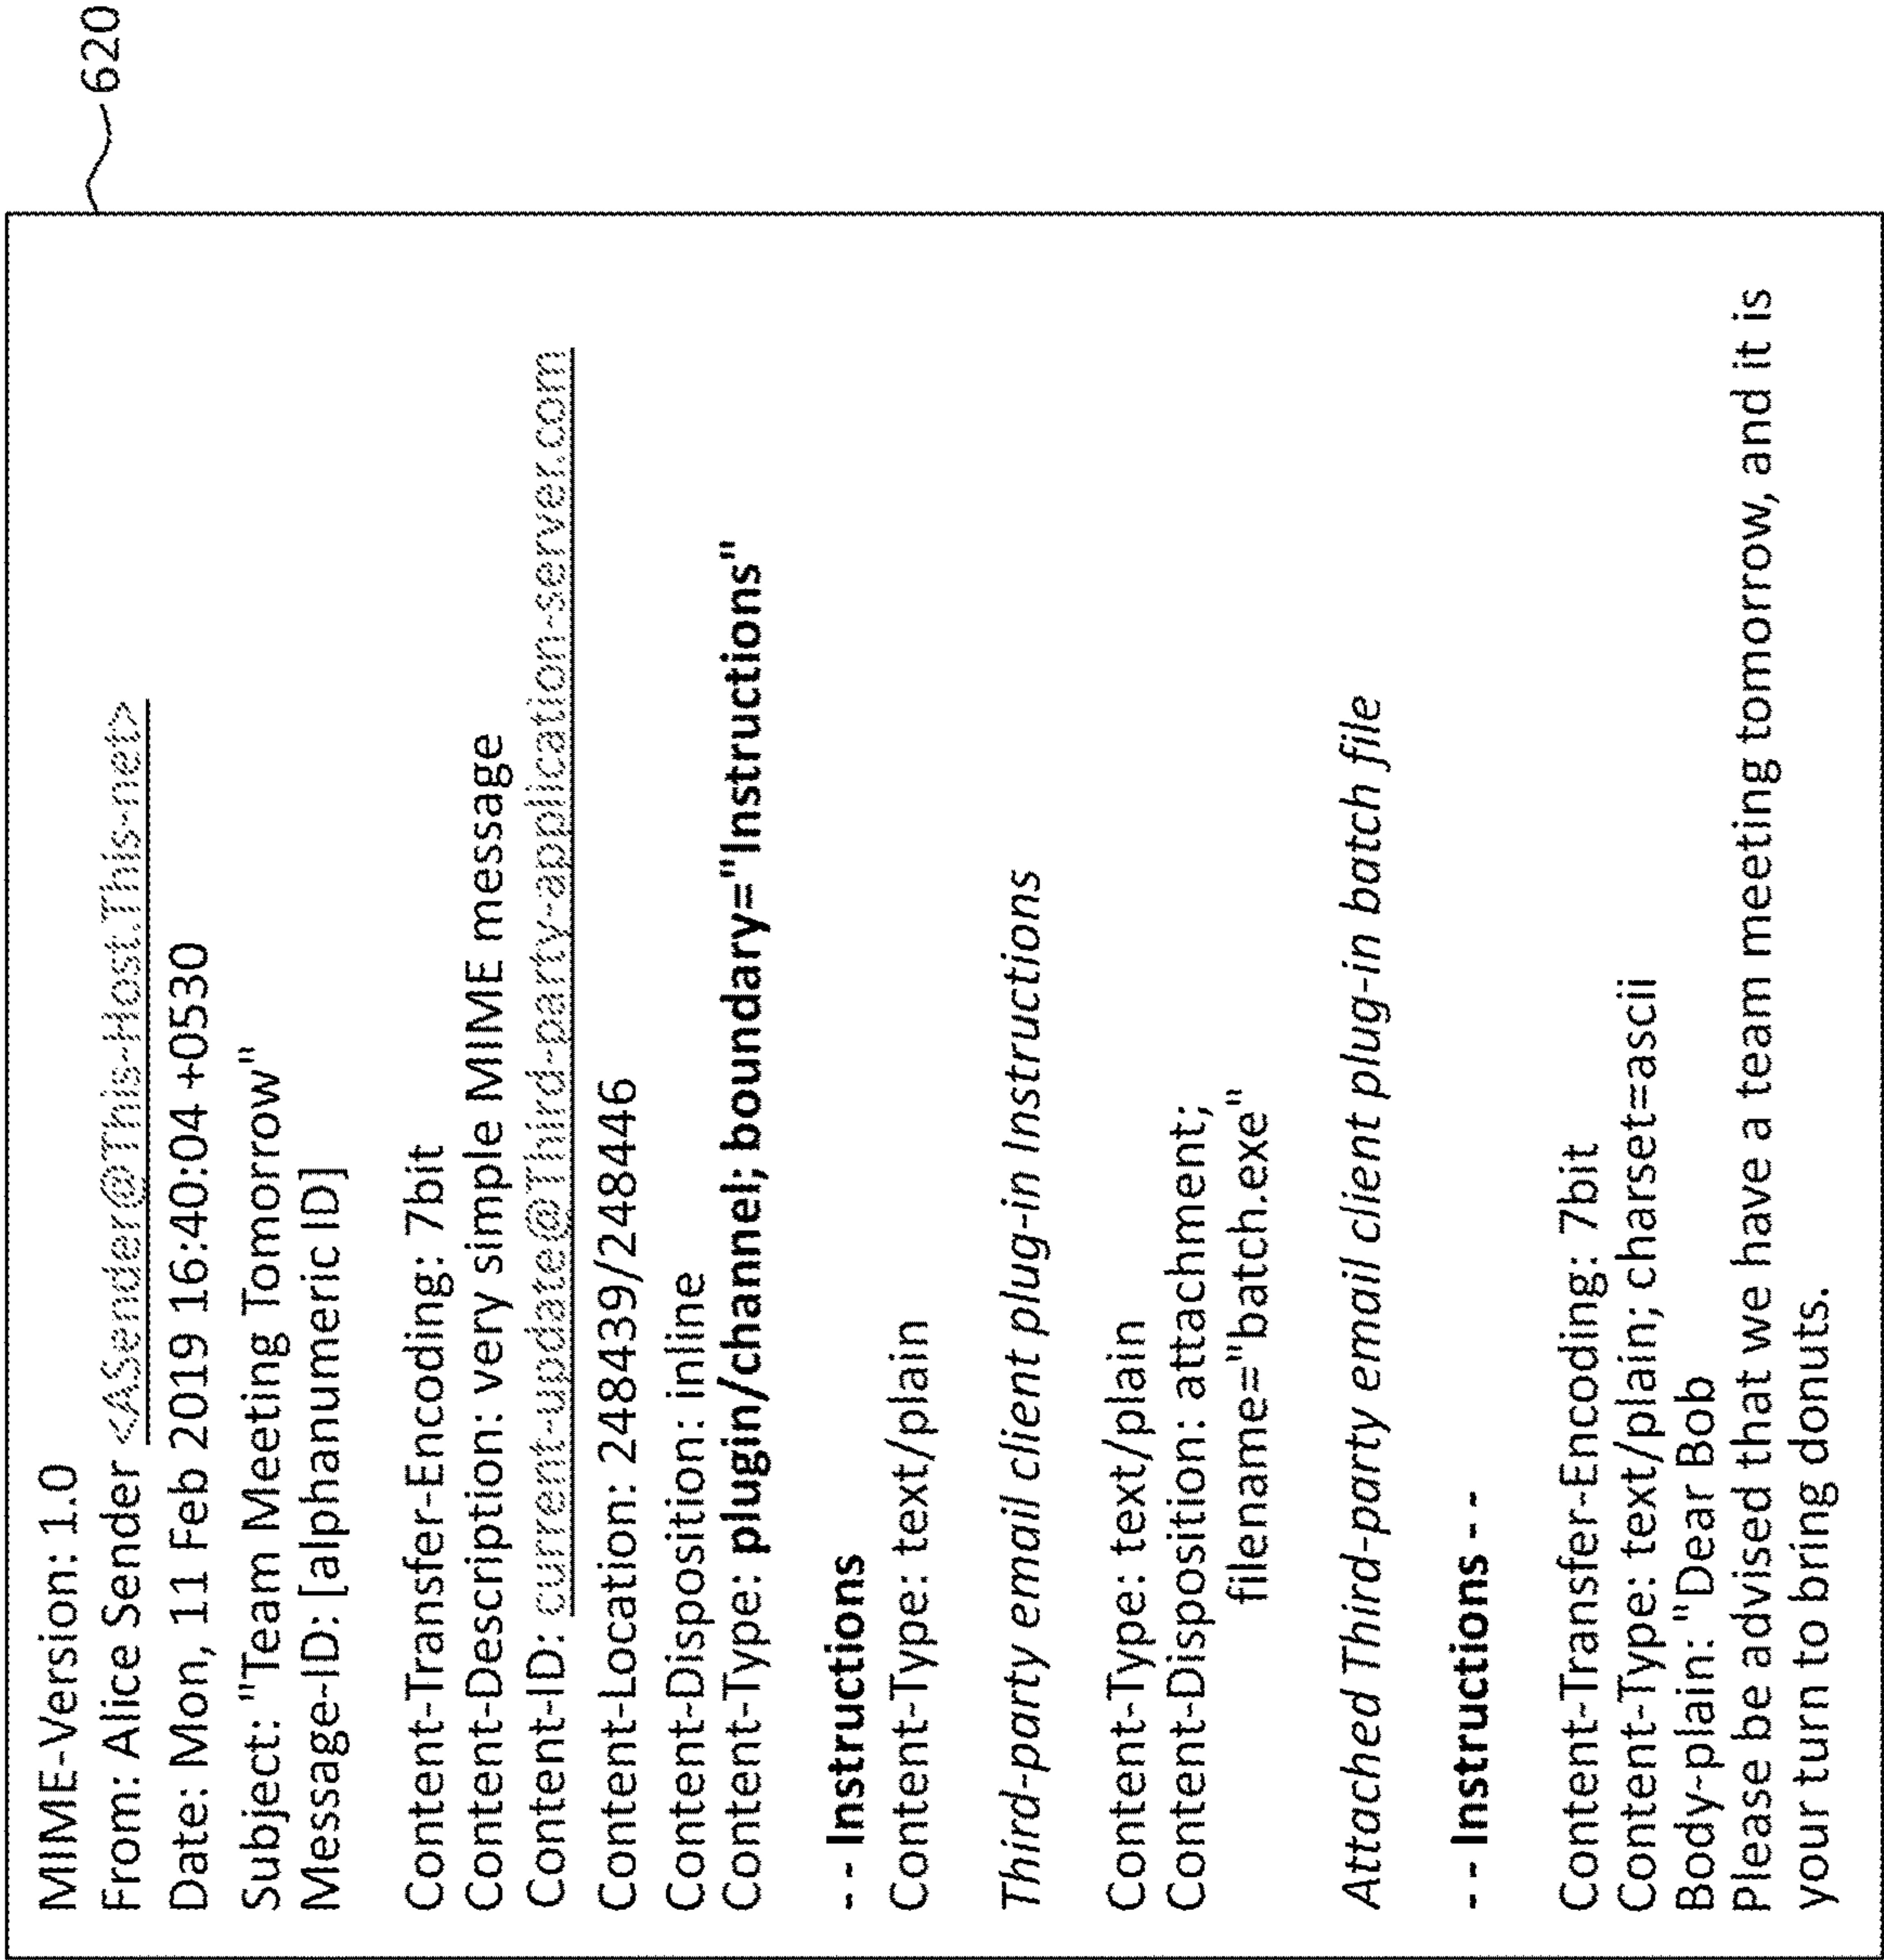 620
MIME-Version: 1.0
From: Alice Sender <ASender@This-Host.This-net>
Date: Mon, 11 Feb 2019 16:40:04 +0530
Subject: "Team Meeting Tomorrow"
Message-ID: [alphanumeric ID]
Content-Transfer-Encoding: 7bit
Content-Description: very simple MIME message
Content-ID: current-update@Third-party-application-server.com
Content-Location: 248439/248446
Content-Disposition: inline
Content-Type: plugin/channel; boundary="Instructions"
- - Instructions
Content-Type: text/plain
Third-party email client plug-in Instructions
Content-Type: text/plain
Content-Disposition: attachment;
filename="batch.exe"
Attached Third-party email client plug-in batch file
- - Instructions - -
Content-Transfer-Encoding: 7bit
Content-Type: text/plain; charset=ascii
Body-plain: "Dear Bob
Please be advised that we have a team meeting tomorrow, and it is
your turn to bring donuts.